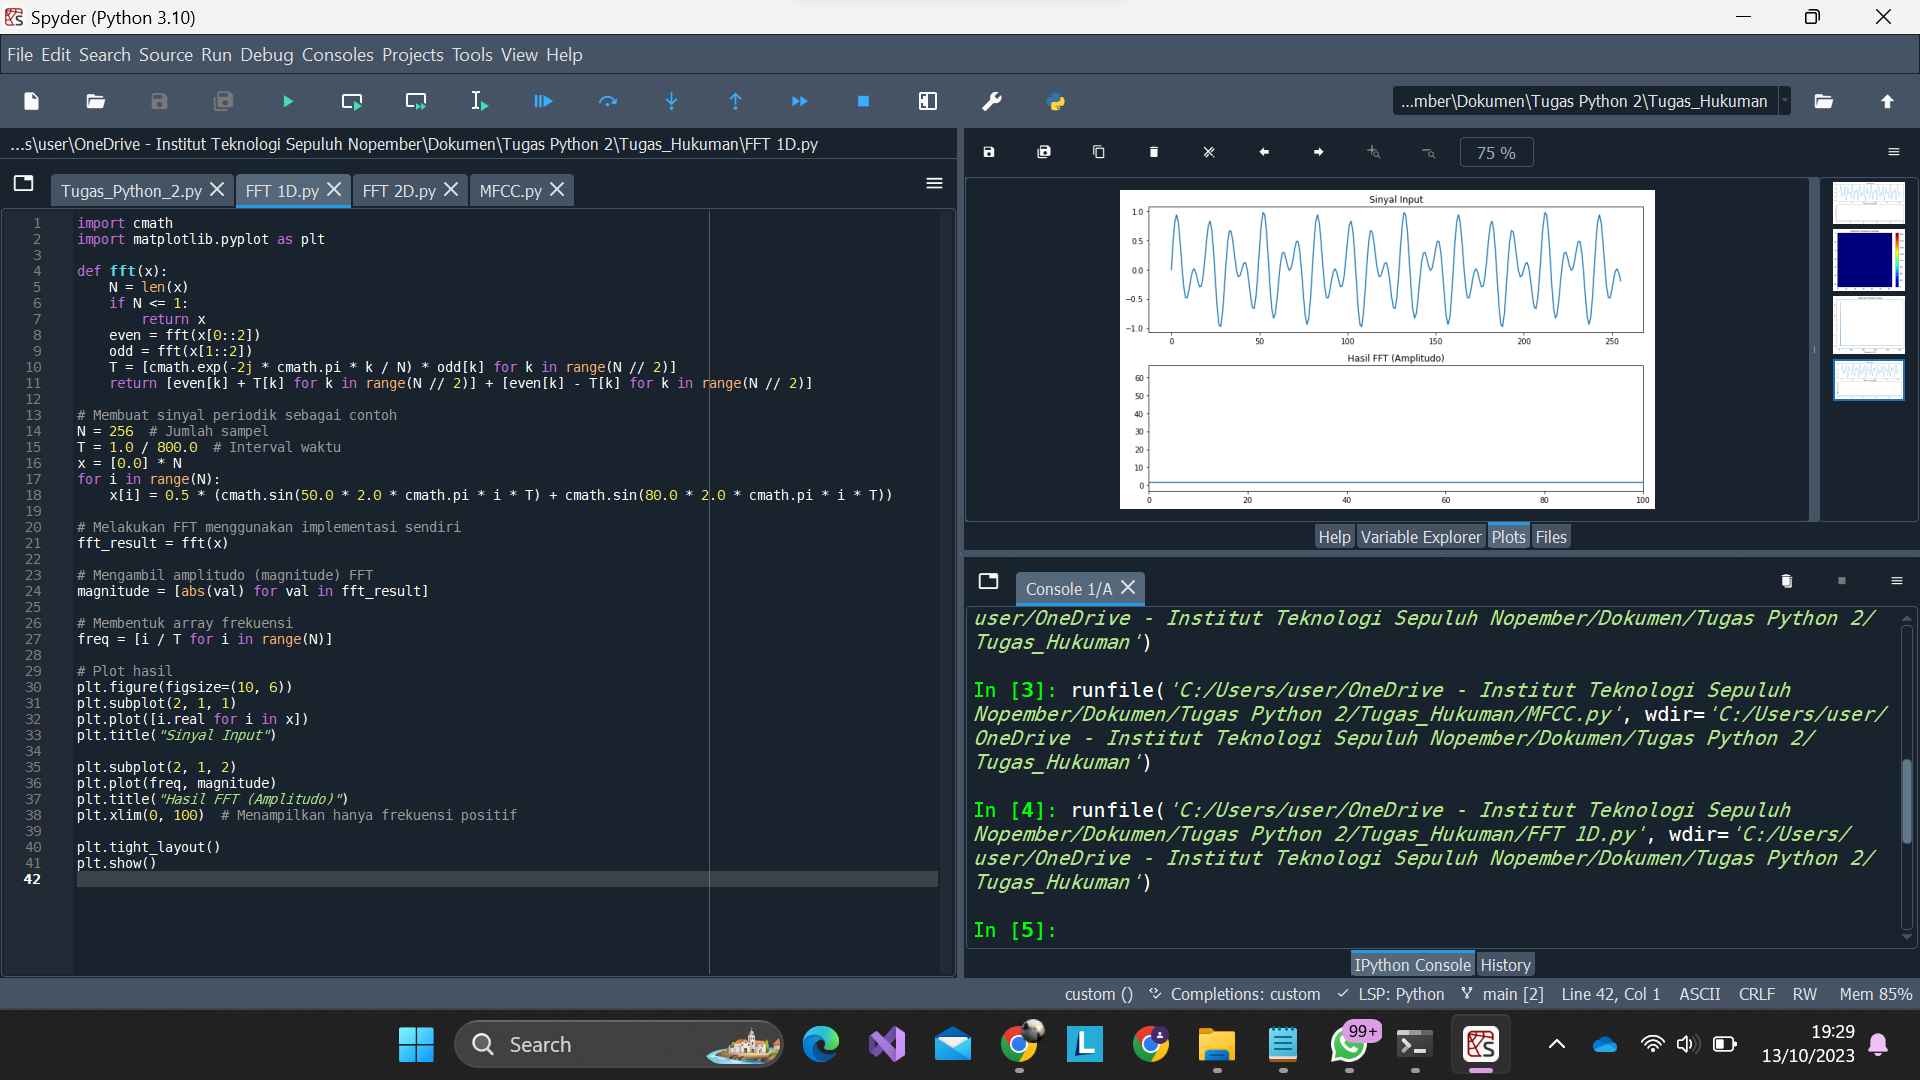 Spyder (Python 3.10)
File Edit Search Source Run Debug Consoles Projects Tools View Help
...mber\Dokumen\Tugas Python 2\Tugas_Hukuman
...s\user\OneDrive - Institut Teknologi Sepuluh Nopember\Dokumen\Tugas Python 2\Tugas_Hukuman\FFT 1D.py
Tugas_Python_2.py FFT 1D.py FFT 2D.py MFCC.py
1 import cmath
2 import matplotlib.pyplot as plt
3
4 def fft(x):
5 N = len(x)
6 if N <= 1:
7 return x
8 even = fft(x[0::2])
9 odd = fft(x[1::2])
10 T = [cmath.exp(-2j * cmath.pi * k / N) * odd[k] for k in range(N // 2)]
11 return [even[k] + T[k] for k in range(N // 2)] + [even[k] - T[k] for k in range(N // 2)]
12
13 # Membuat sinyal periodik sebagai contoh
14 N = 256 # Jumlah sampel
15 T = 1.0 / 800.0 # Interval waktu
16 x = [0.0] * N
17 for i in range(N):
18 x[i] = 0.5 * (cmath.sin(50.0 * 2.0 * cmath.pi * i * T) + cmath.sin(80.0 * 2.0 * cmath.pi * i * T))
19
20 # Melakukan FFT menggunakan implementasi sendiri
21 fft_result = fft(x)
22
23 # Mengambil amplitudo (magnitude) FFT
24 magnitude = [abs(val) for val in fft_result]
25
26 # Membentuk array frekuensi
27 freq = [i / T for i in range(N)]
28
29 # Plot hasil
30 plt.figure(figsize=(10, 6))
31 plt.subplot(2, 1, 1)
32 plt.plot([i.real for i in x])
33 plt.title("Sinyal Input")
34
35 plt.subplot(2, 1, 2)
36 plt.plot(freq, magnitude)
37 plt.title("Hasil FFT (Amplitudo)")
38 plt.xlim(0, 100) # Menampilkan hanya frekuensi positif
39
40 plt.tight_layout()
41 plt.show()
42
75 %
Sinyal Input
1.0
0.5
0.0
−0.5
−1.0
0 50 100 150 200 250
Hasil FFT (Amplitudo)
60
50
40
30
20
10
0
0 20 40 60 80 100
Help Variable Explorer Plots Files
Console 1/A
user/OneDrive - Institut Teknologi Sepuluh Nopember/Dokumen/Tugas Python 2/
Tugas_Hukuman')
In [3]: runfile('C:/Users/user/OneDrive - Institut Teknologi Sepuluh
Nopember/Dokumen/Tugas Python 2/Tugas_Hukuman/MFCC.py', wdir='C:/Users/user/
OneDrive - Institut Teknologi Sepuluh Nopember/Dokumen/Tugas Python 2/
Tugas_Hukuman')
In [4]: runfile('C:/Users/user/OneDrive - Institut Teknologi Sepuluh
Nopember/Dokumen/Tugas Python 2/Tugas_Hukuman/FFT 1D.py', wdir='C:/Users/
user/OneDrive - Institut Teknologi Sepuluh Nopember/Dokumen/Tugas Python 2/
Tugas_Hukuman')
In [5]:
IPython Console History
custom () Completions: custom LSP: Python main [2] Line 42, Col 1 ASCII CRLF RW Mem 85%
Search
L
99+
19:29
13/10/2023